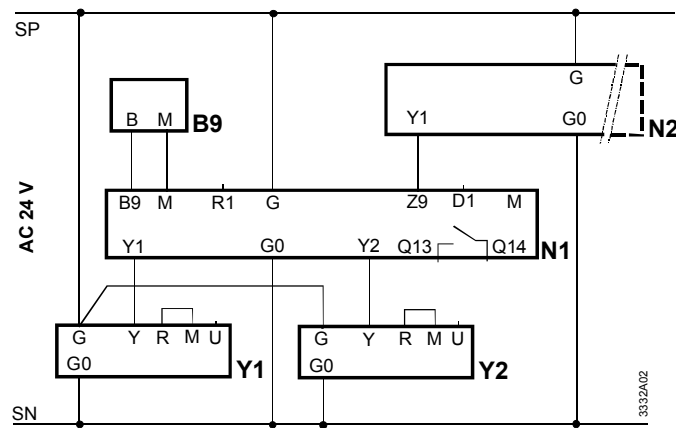 SP
G
B M B9
Y1 G0 N2
B9 M R1 G Z9 D1 M
AC 24 V
Y1 G0 Y2 Q13 Q14 N1
G Y R M U
G0 Y1
G Y R M U
G0 Y2
3332A02
SN